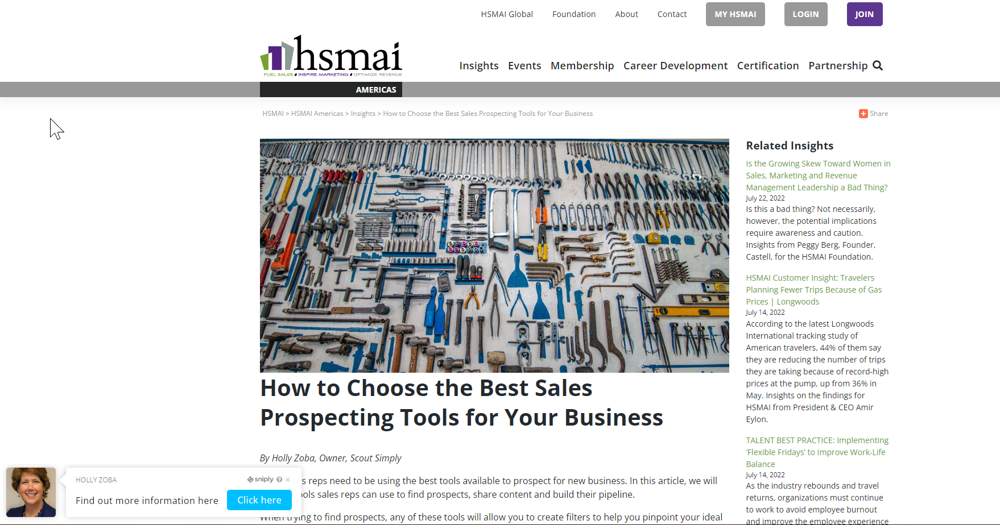 HSMAI Global Foundation About Contact MY HSMAI LOGIN JOIN
hsmai
FUEL SALES INSPIRE MARKETING OPTIMIZE REVENUE
Insights Events Membership Career Development Certification Partnership
AMERICAS
HSMAI > HSMAI Americas > Insights > How to Choose the Best Sales Prospecting Tools for Your Business
Share
How to Choose the Best Sales
Prospecting Tools for Your Business
By Holly Zoba, Owner, Scout Simply
reps need to be using the best tools available to prospect for new business. In this article, we will
sales reps can use to find prospects, share content and build their pipeline.
When trying to find prospects, any of these tools will allow you to create filters to help you pinpoint your ideal
Related Insights
Is the Growing Skew Toward Women in
Sales, Marketing and Revenue
Management Leadership a Bad Thing?
July 22, 2022
Is this a bad thing? Not necessarily,
however, the potential implications
require awareness and caution.
Insights from Peggy Berg, Founder,
Castell, for the HSMAI Foundation.
HSMAI Customer Insight: Travelers
Planning Fewer Trips Because of Gas
Prices | Longwoods
July 14, 2022
According to the latest Longwoods
International tracking study of
American travelers, 44% of them say
they are reducing the number of trips
they are taking because of record-high
prices at the pump, up from 36% in
May. Insights on the findings for
HSMAI from President & CEO Amir
Eylon.
TALENT BEST PRACTICE: Implementing
‘Flexible Fridays’ to Improve Work-Life
Balance
July 14, 2022
As the industry rebounds and travel
returns, organizations must continue
to work to avoid employee burnout
and improve the employee experience
HOLLY ZOBA
sniply
Find out more information here
Click here